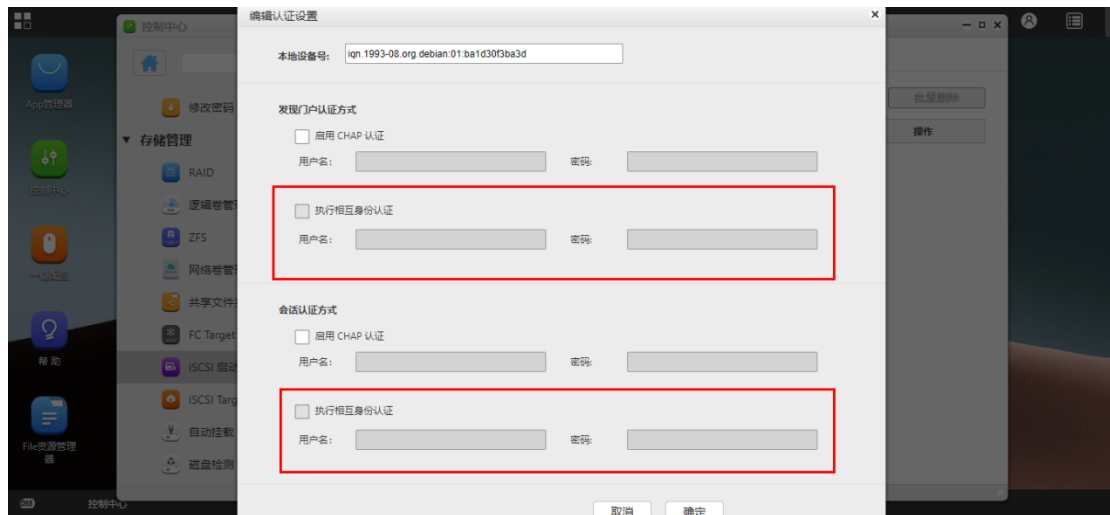 编辑认证设置 ×
控制中心
本地设备号: iqn.1993-08.org.debian:01:ba1d30f3ba3d
App管理器
修改密码
发现门户认证方式
批量删除
启用 CHAP 认证
操作
存储管理
用户名: 密码:
RAID
控制中心
执行相互身份认证
逻辑卷管
ZFS
用户名: 密码:
网络卷管
共享文件
会话认证方式
FC Target
启用 CHAP 认证
帮 助
iSCSI 启动
用户名: 密码:
iSCSI Targ
执行相互身份认证
自动挂载
用户名: 密码:
File资源管理
器
磁盘检测
控制中心
取消 确定